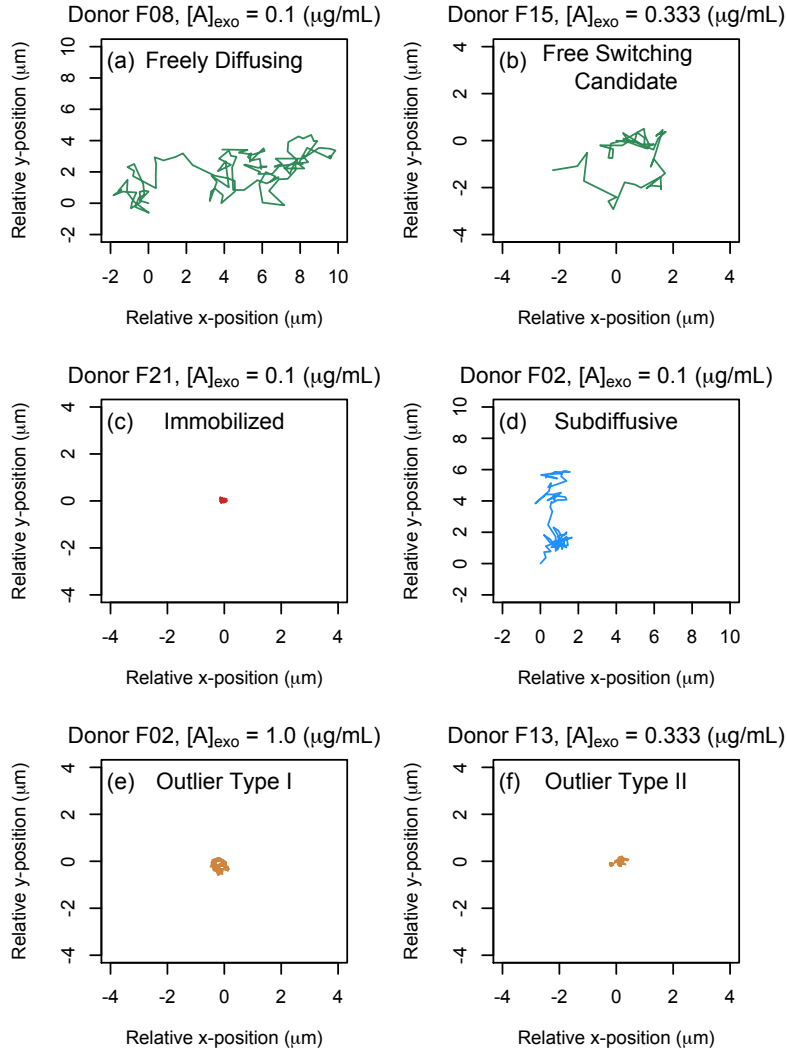 Donor F08, [A]exo = 0.1 (μg/mL)
(a) Freely Diffusing
Relative y-position (μm)
10
8
6
4
2
0
-2
-2 0 2 4 6 8 10
Relative x-position (μm)
Donor F15, [A]exo = 0.333 (μg/mL)
(b) Free Switching
Candidate
Relative y-position (μm)
4
2
0
-2
-4
-4 -2 0 2 4
Relative x-position (μm)
Donor F21, [A]exo = 0.1 (μg/mL)
(c) Immobilized
Relative y-position (μm)
4
2
0
-2
-4
-4 -2 0 2 4
Relative x-position (μm)
Donor F02, [A]exo = 0.1 (μg/mL)
(d) Subdiffusive
Relative y-position (μm)
10
8
6
4
2
0
-2
-2 0 2 4 6 8 10
Relative x-position (μm)
Donor F02, [A]exo = 1.0 (μg/mL)
(e) Outlier Type I
Relative y-position (μm)
4
2
0
-2
-4
-4 -2 0 2 4
Relative x-position (μm)
Donor F13, [A]exo = 0.333 (μg/mL)
(f) Outlier Type II
Relative y-position (μm)
4
2
0
-2
-4
-4 -2 0 2 4
Relative x-position (μm)